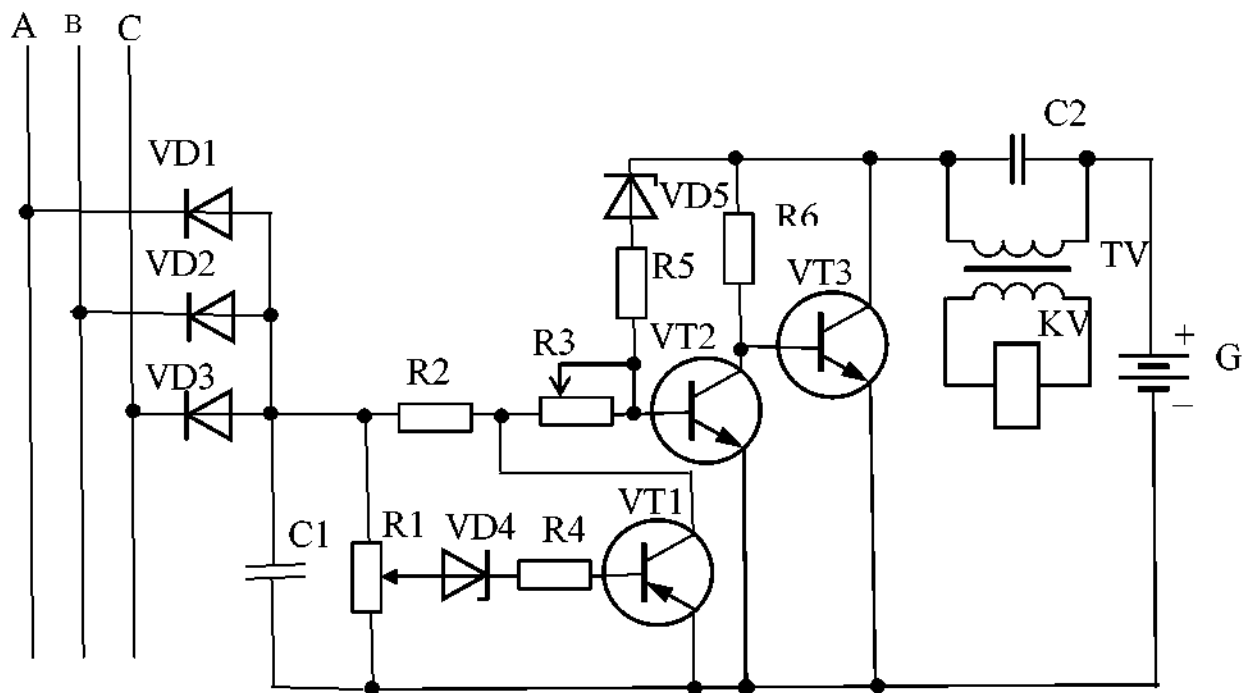 A B C
C2
VD1
VD5
R6
TV
VD2
R5
VT3
KV
VT2
R3
+
G
VD3
R2
−
VT1
R1 VD4 R4
C1